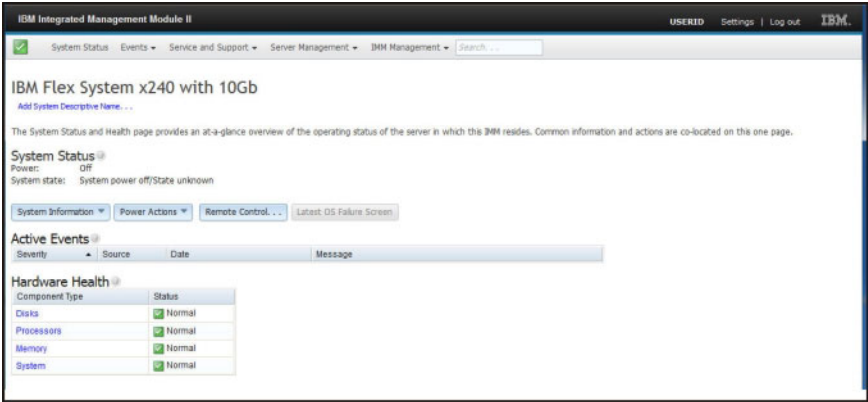 IBM Integrated Management Module II
USERID Settings | Log out IBM.
System Status Events Service and Support Server Management IMM Management Search. . .
IBM Flex System x240 with 10Gb
Add System Descriptive Name. . .
The System Status and Health page provides an at-a-glance overview of the operating status of the server in which this IMM resides. Common information and actions are co-located on this one page.
System Status
Power: Off
System state: System power off/State unknown
System Information Power Actions Remote Control. . . Latest OS Failure Screen
Active Events
Severity Source Date Message
Hardware Health
Component Type Status
Disks Normal
Processors Normal
Memory Normal
System Normal